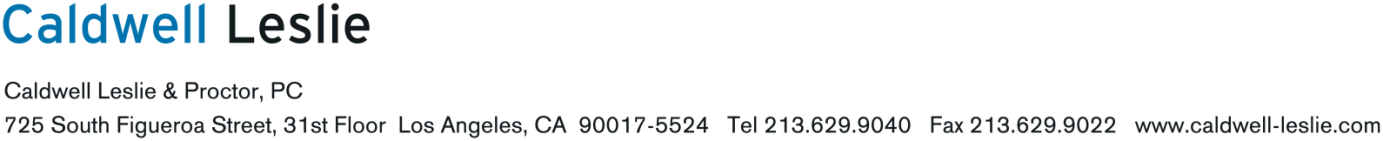 Caldwell Leslie
Caldwell Leslie & Proctor, PC
725 South Figueroa Street, 31st Floor  Los Angeles, CA  90017-5524   Tel 213.629.9040   Fax 213.629.9022   www.caldwell-leslie.com